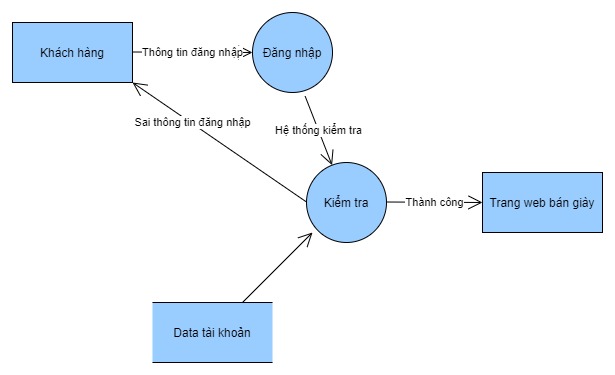 Khách hàng
Thông tin đăng nhập
Đăng nhập
Sai thông tin đăng nhập
Hệ thống kiểm tra
Kiểm tra
Thành công
Trang web bán giày
Data tài khoản